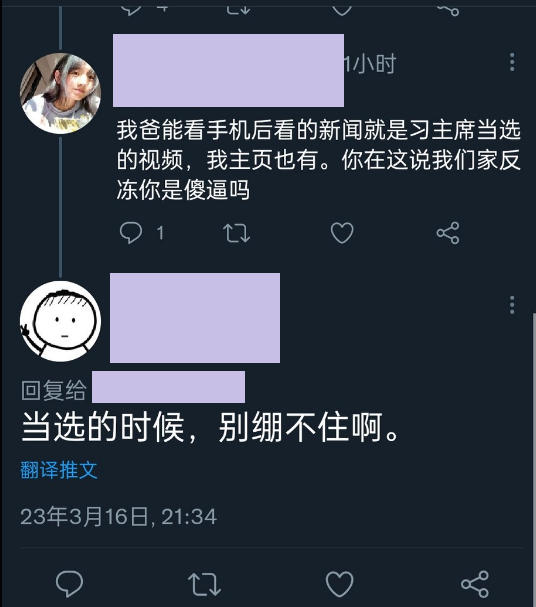 4
1小时
我爸能看手机后看的新闻就是习主席当选
的视频，我主页也有。你在这说我们家反
冻你是傻逼吗
1
回复给
当选的时候，别绷不住啊。
翻译推文
23年3月16日, 21:34